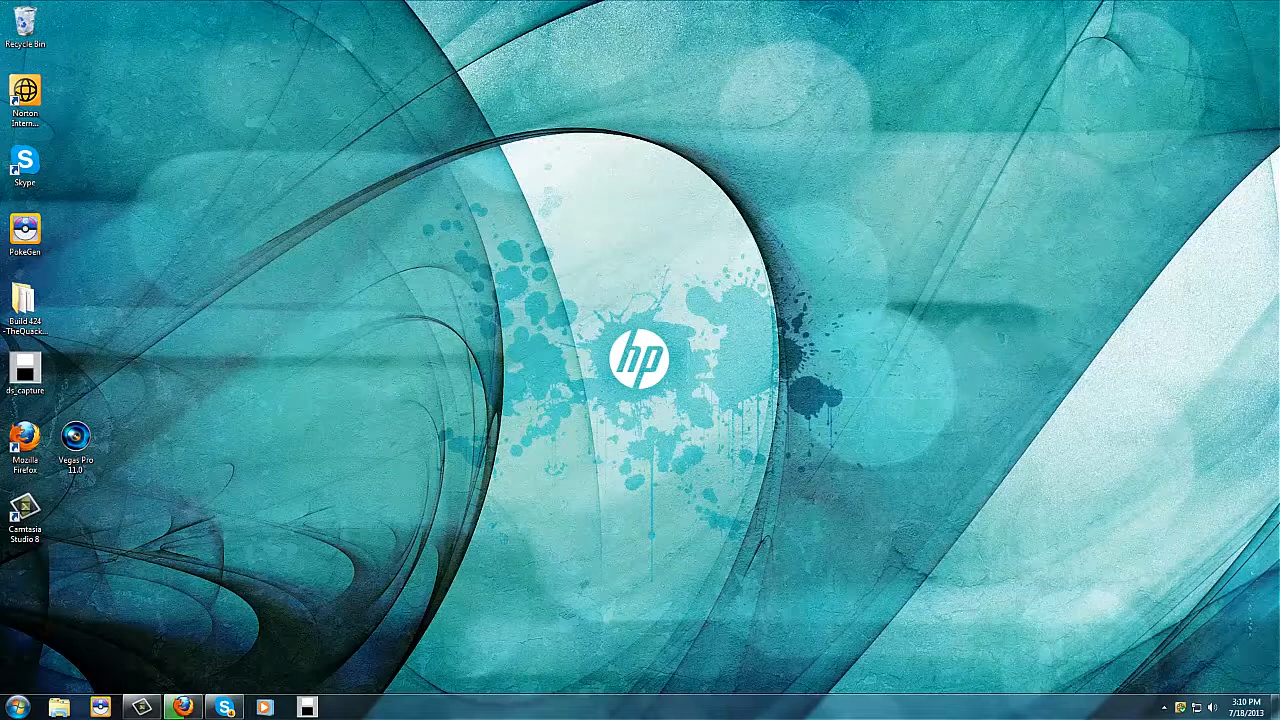 Recycle Bin
Norton
Intern...
S
Skype
PokeGen
Build 424
-TheQuack...
ds_capture
Mozilla
Firefox
Vegas Pro
11.0
Camtasia
Studio 8
hp
3:10 PM
7/18/2013